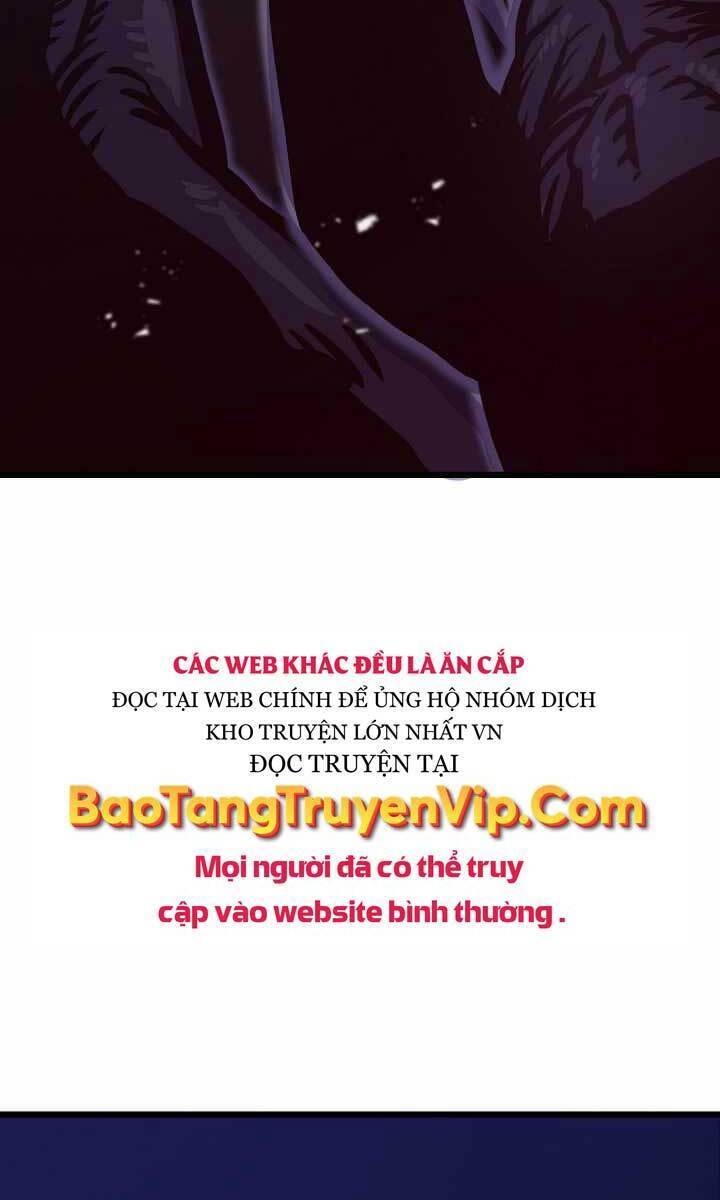 CÁC WEB KHÁC ĐỀU LÀ ĂN CẮP
ĐỌC TẠI WEB CHÍNH ĐỂ ỦNG HỘ NHÓM DỊCH
KHO TRUYỆN LỚN NHẤT VN
ĐỌC TRUYỆN TẠI
BaoTangTruyenVip.Com
Mọi người đã có thể truy
cập vào website bình thường .